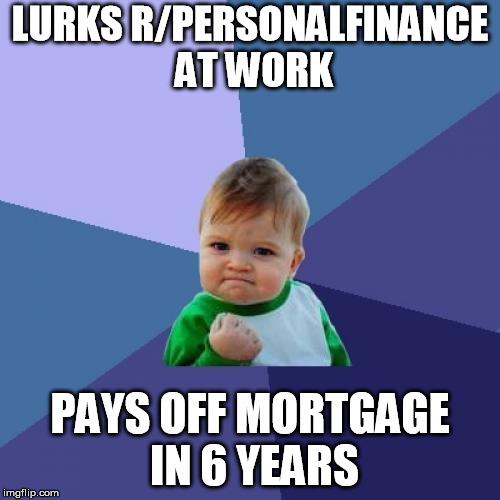 LURKS R/PERSONALFINANCE
AT WORK
PAYS OFF MORTGAGE
IN 6 YEARS
imgflip.com